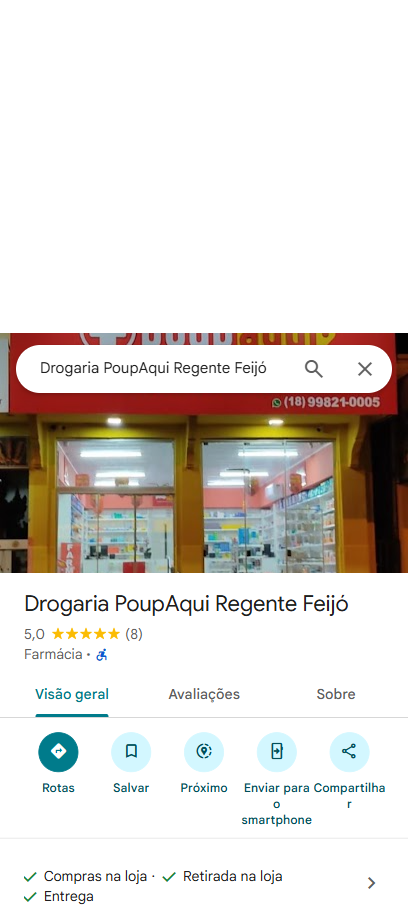 poupaqui
Drogaria PoupAqui Regente Feijó
(18) 99821-0005
Drogaria PoupAqui Regente Feijó
5,0 (8)
Farmácia ·
Visão geral Avaliações Sobre
Rotas Salvar Próximo Enviar para o smartphone Compartilhar
Compras na loja · Retirada na loja
Entrega